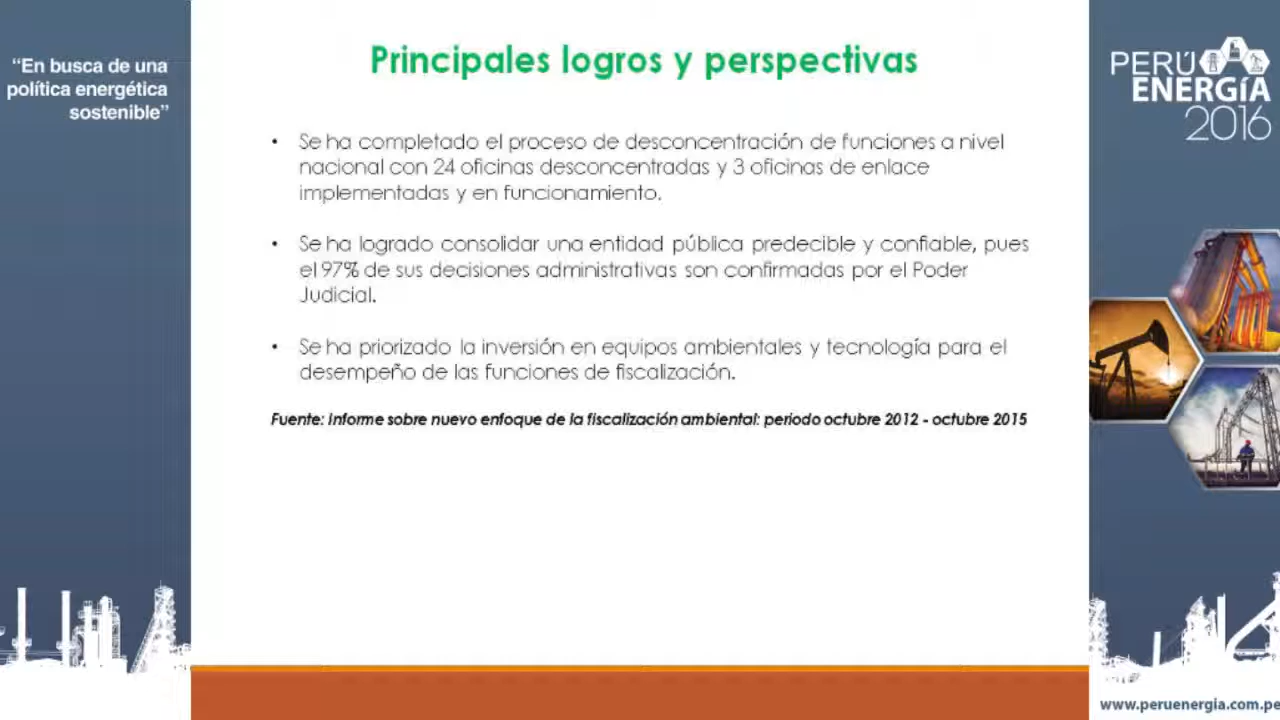 “En busca de una
política energética
sostenible”
Principales logros y perspectivas
PERÚ
ENERGÍA
2016
• Se ha completado el proceso de desconcentración de funciones a nivel
nacional con 24 oficinas desconcentradas y 3 oficinas de enlace
implementadas y en funcionamiento.
• Se ha logrado consolidar una entidad pública predecible y confiable, pues
el 97% de sus decisiones administrativas son confirmadas por el Poder
Judicial.
• Se ha priorizado la inversión en equipos ambientales y tecnología para el
desempeño de las funciones de fiscalización.
Fuente: Informe sobre nuevo enfoque de la fiscalización ambiental: periodo octubre 2012 - octubre 2015
www.peruenergia.com.pe